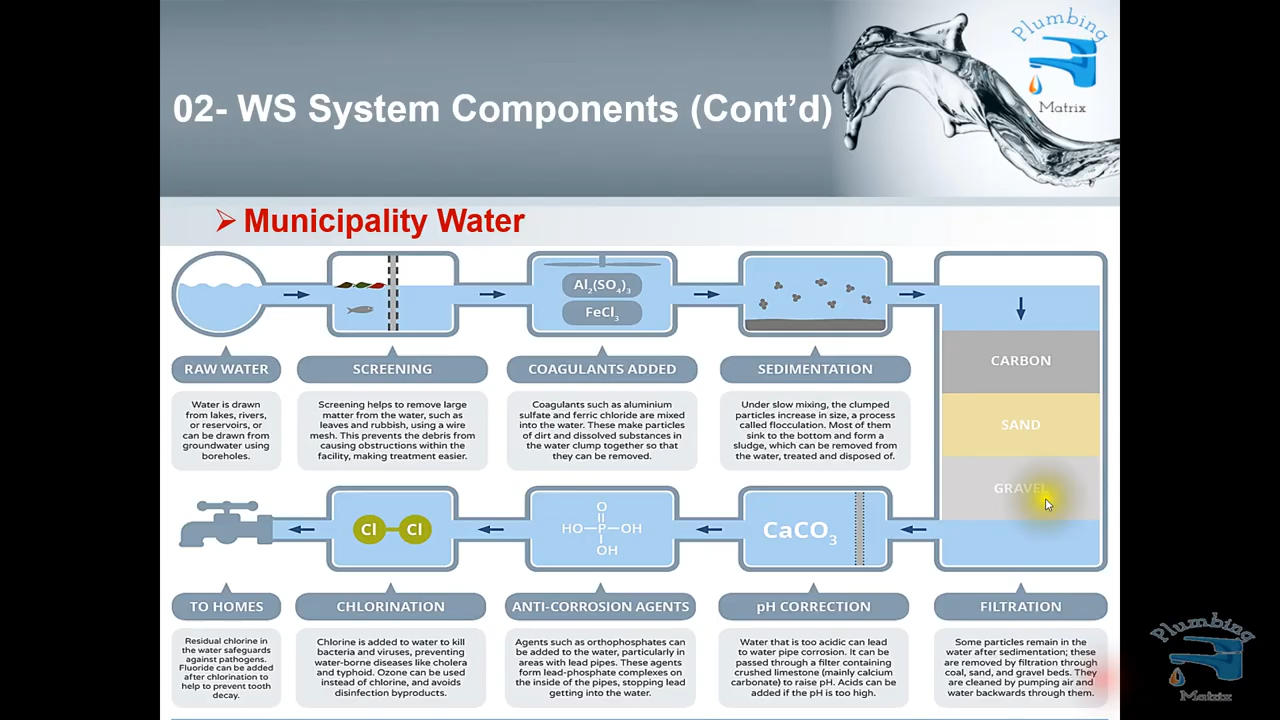 Plumbing
Matrix
02- WS System Components (Cont’d)
➢ Municipality Water
Al2(SO4)3
FeCl3
RAW WATER
Water is drawn
from lakes, rivers,
or reservoirs, or
can be drawn from
groundwater using
boreholes.
SCREENING
Screening helps to remove large
matter from the water, such as
leaves and rubbish, using a wire
mesh. This prevents the debris from
causing obstructions within the
facility, making treatment easier.
COAGULANTS ADDED
Coagulants such as aluminium
sulfate and ferric chloride are mixed
into the water. These make particles
of dirt and dissolved substances in
the water clump together so that
they can be removed.
SEDIMENTATION
Under slow mixing, the clumped
particles increase in size, a process
called flocculation. Most of them
sink to the bottom and form a
sludge, which can be removed from
the water, treated and disposed of.
CARBON
SAND
GRAVEL
Cl Cl
O
HO P OH
OH
CaCO3
TO HOMES
Residual chlorine in
the water safeguards
against pathogens.
Fluoride can be added
after chlorination to
help to prevent tooth
decay.
CHLORINATION
Chlorine is added to water to kill
bacteria and viruses, preventing
water-borne diseases like cholera
and typhoid. Ozone can be used
instead of chlorine, and avoids
disinfection byproducts.
ANTI-CORROSION AGENTS
Agents such as orthophosphates can
be added to the water, particularly in
areas with lead pipes. These agents
form lead-phosphate complexes on
the inside of the pipes, stopping lead
getting into the water.
pH CORRECTION
Water that is too acidic can lead
to water pipe corrosion. It can be
passed through a filter containing
crushed limestone (mainly calcium
carbonate) to raise pH. Acids can be
added if the pH is too high.
FILTRATION
Some particles remain in the
water after sedimentation; these
are removed by filtration through
coal, sand, and gravel beds. They
are cleaned by pumping air and
water backwards through them.
Plumbing
Matrix